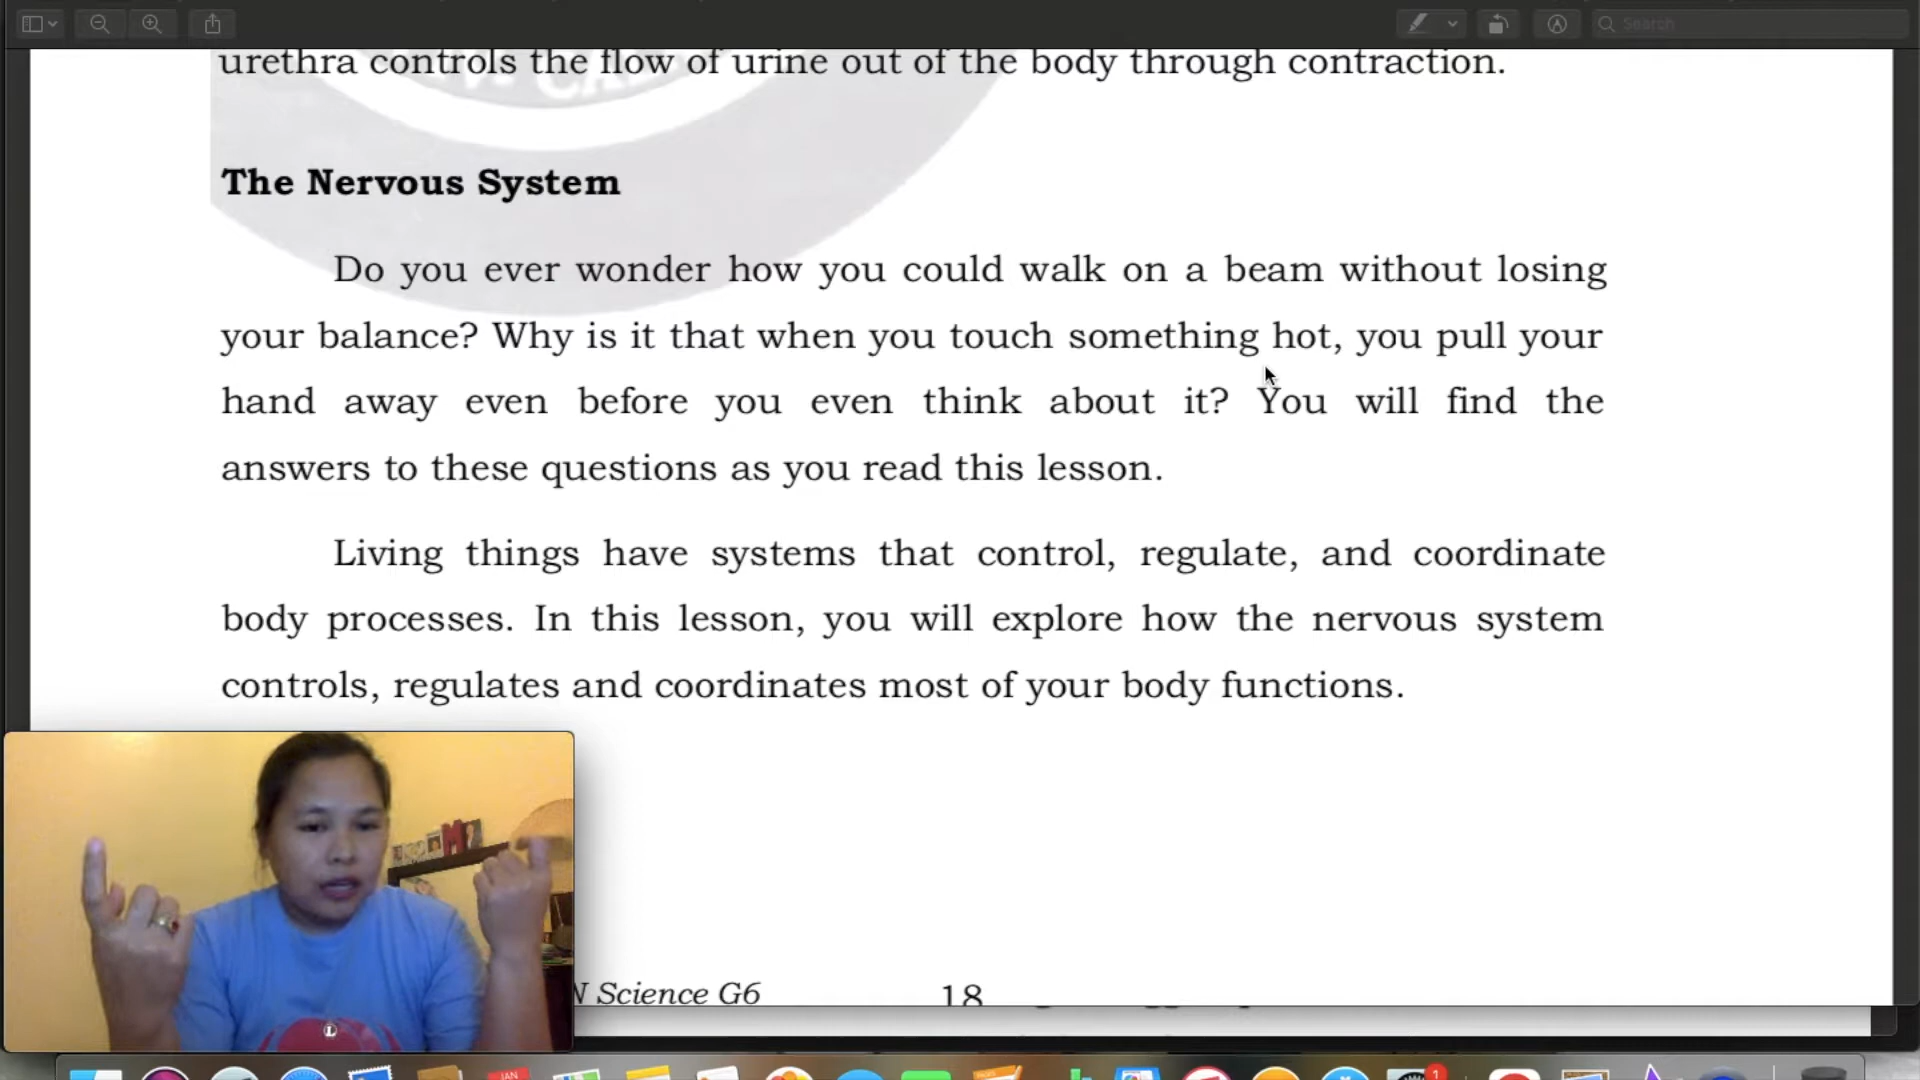 Search
urethra controls the flow of urine out of the body through contraction.
The Nervous System
Do you ever wonder how you could walk on a beam without losing
your balance? Why is it that when you touch something hot, you pull your
hand away even before you even think about it? You will find the
answers to these questions as you read this lesson.
Living things have systems that control, regulate, and coordinate
body processes. In this lesson, you will explore how the nervous system
controls, regulates and coordinates most of your body functions.
Science G6
18
L
JAN
PAGES
1